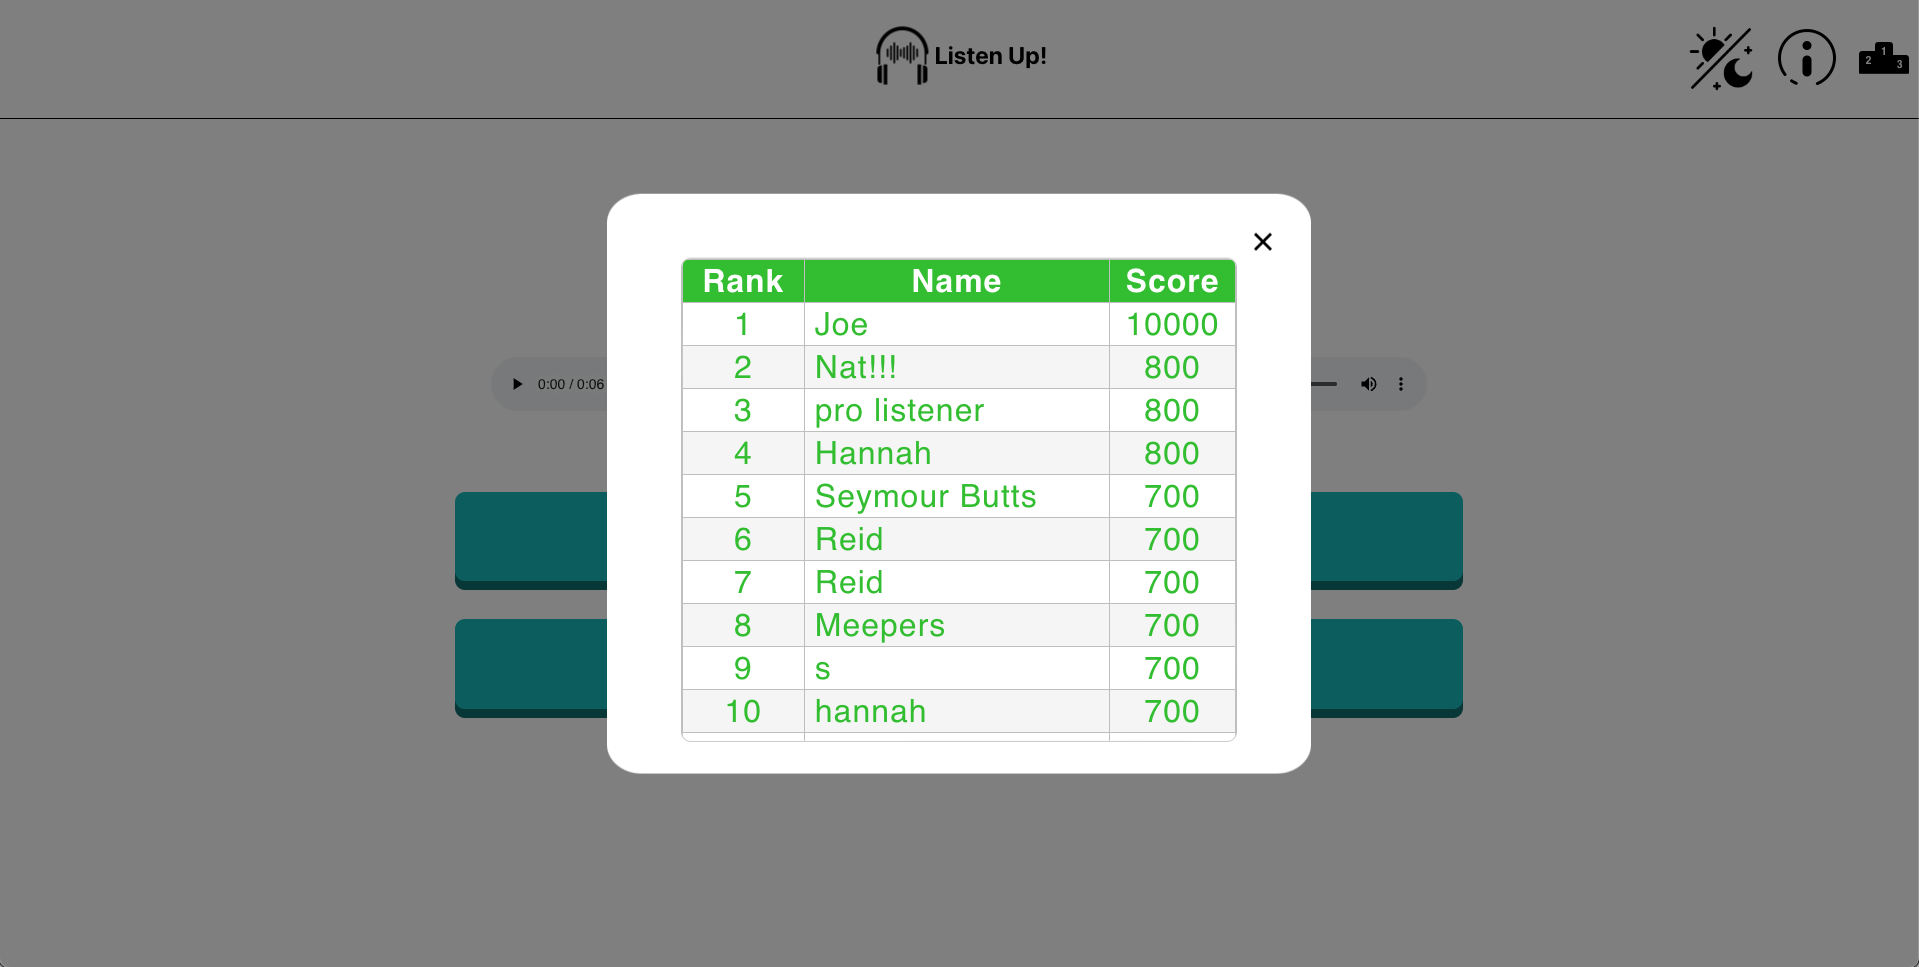 Listen Up!
2 1 3
Rank Name Score
1 Joe 10000
2 Nat!!! 800
3 pro listener 800
4 Hannah 800
5 Seymour Butts 700
6 Reid 700
7 Reid 700
8 Meepers 700
9 s 700
10 hannah 700
0:00 / 0:06